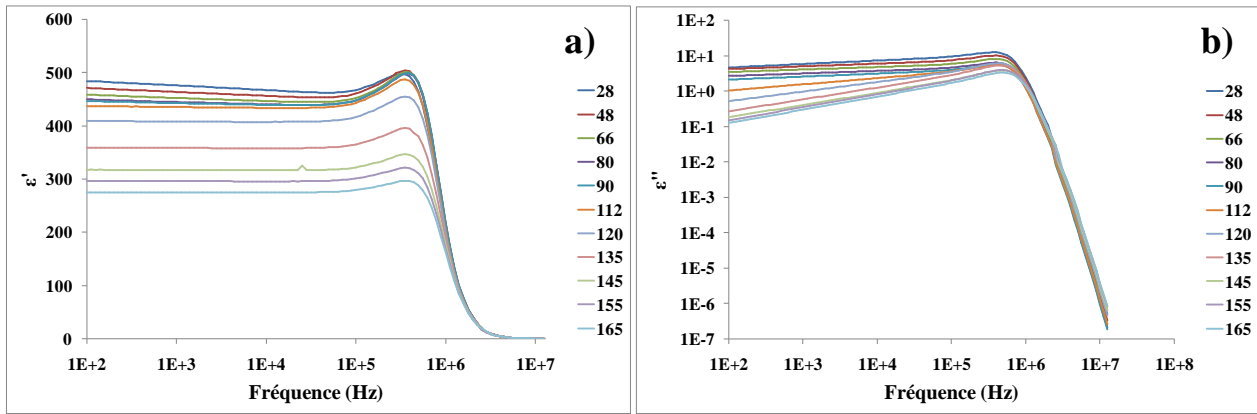 a)
600
500
400
300
200
100
0
ε'
1E+2
1E+3
1E+4
1E+5
1E+6
1E+7
Fréquence (Hz)
28
48
66
80
90
112
120
135
145
155
165
b)
1E+2
1E+1
1E+0
1E-1
1E-2
1E-3
1E-4
1E-5
1E-6
1E-7
ε''
1E+2
1E+3
1E+4
1E+5
1E+6
1E+7
1E+8
Fréquence (Hz)
28
48
66
80
90
112
120
135
145
155
165